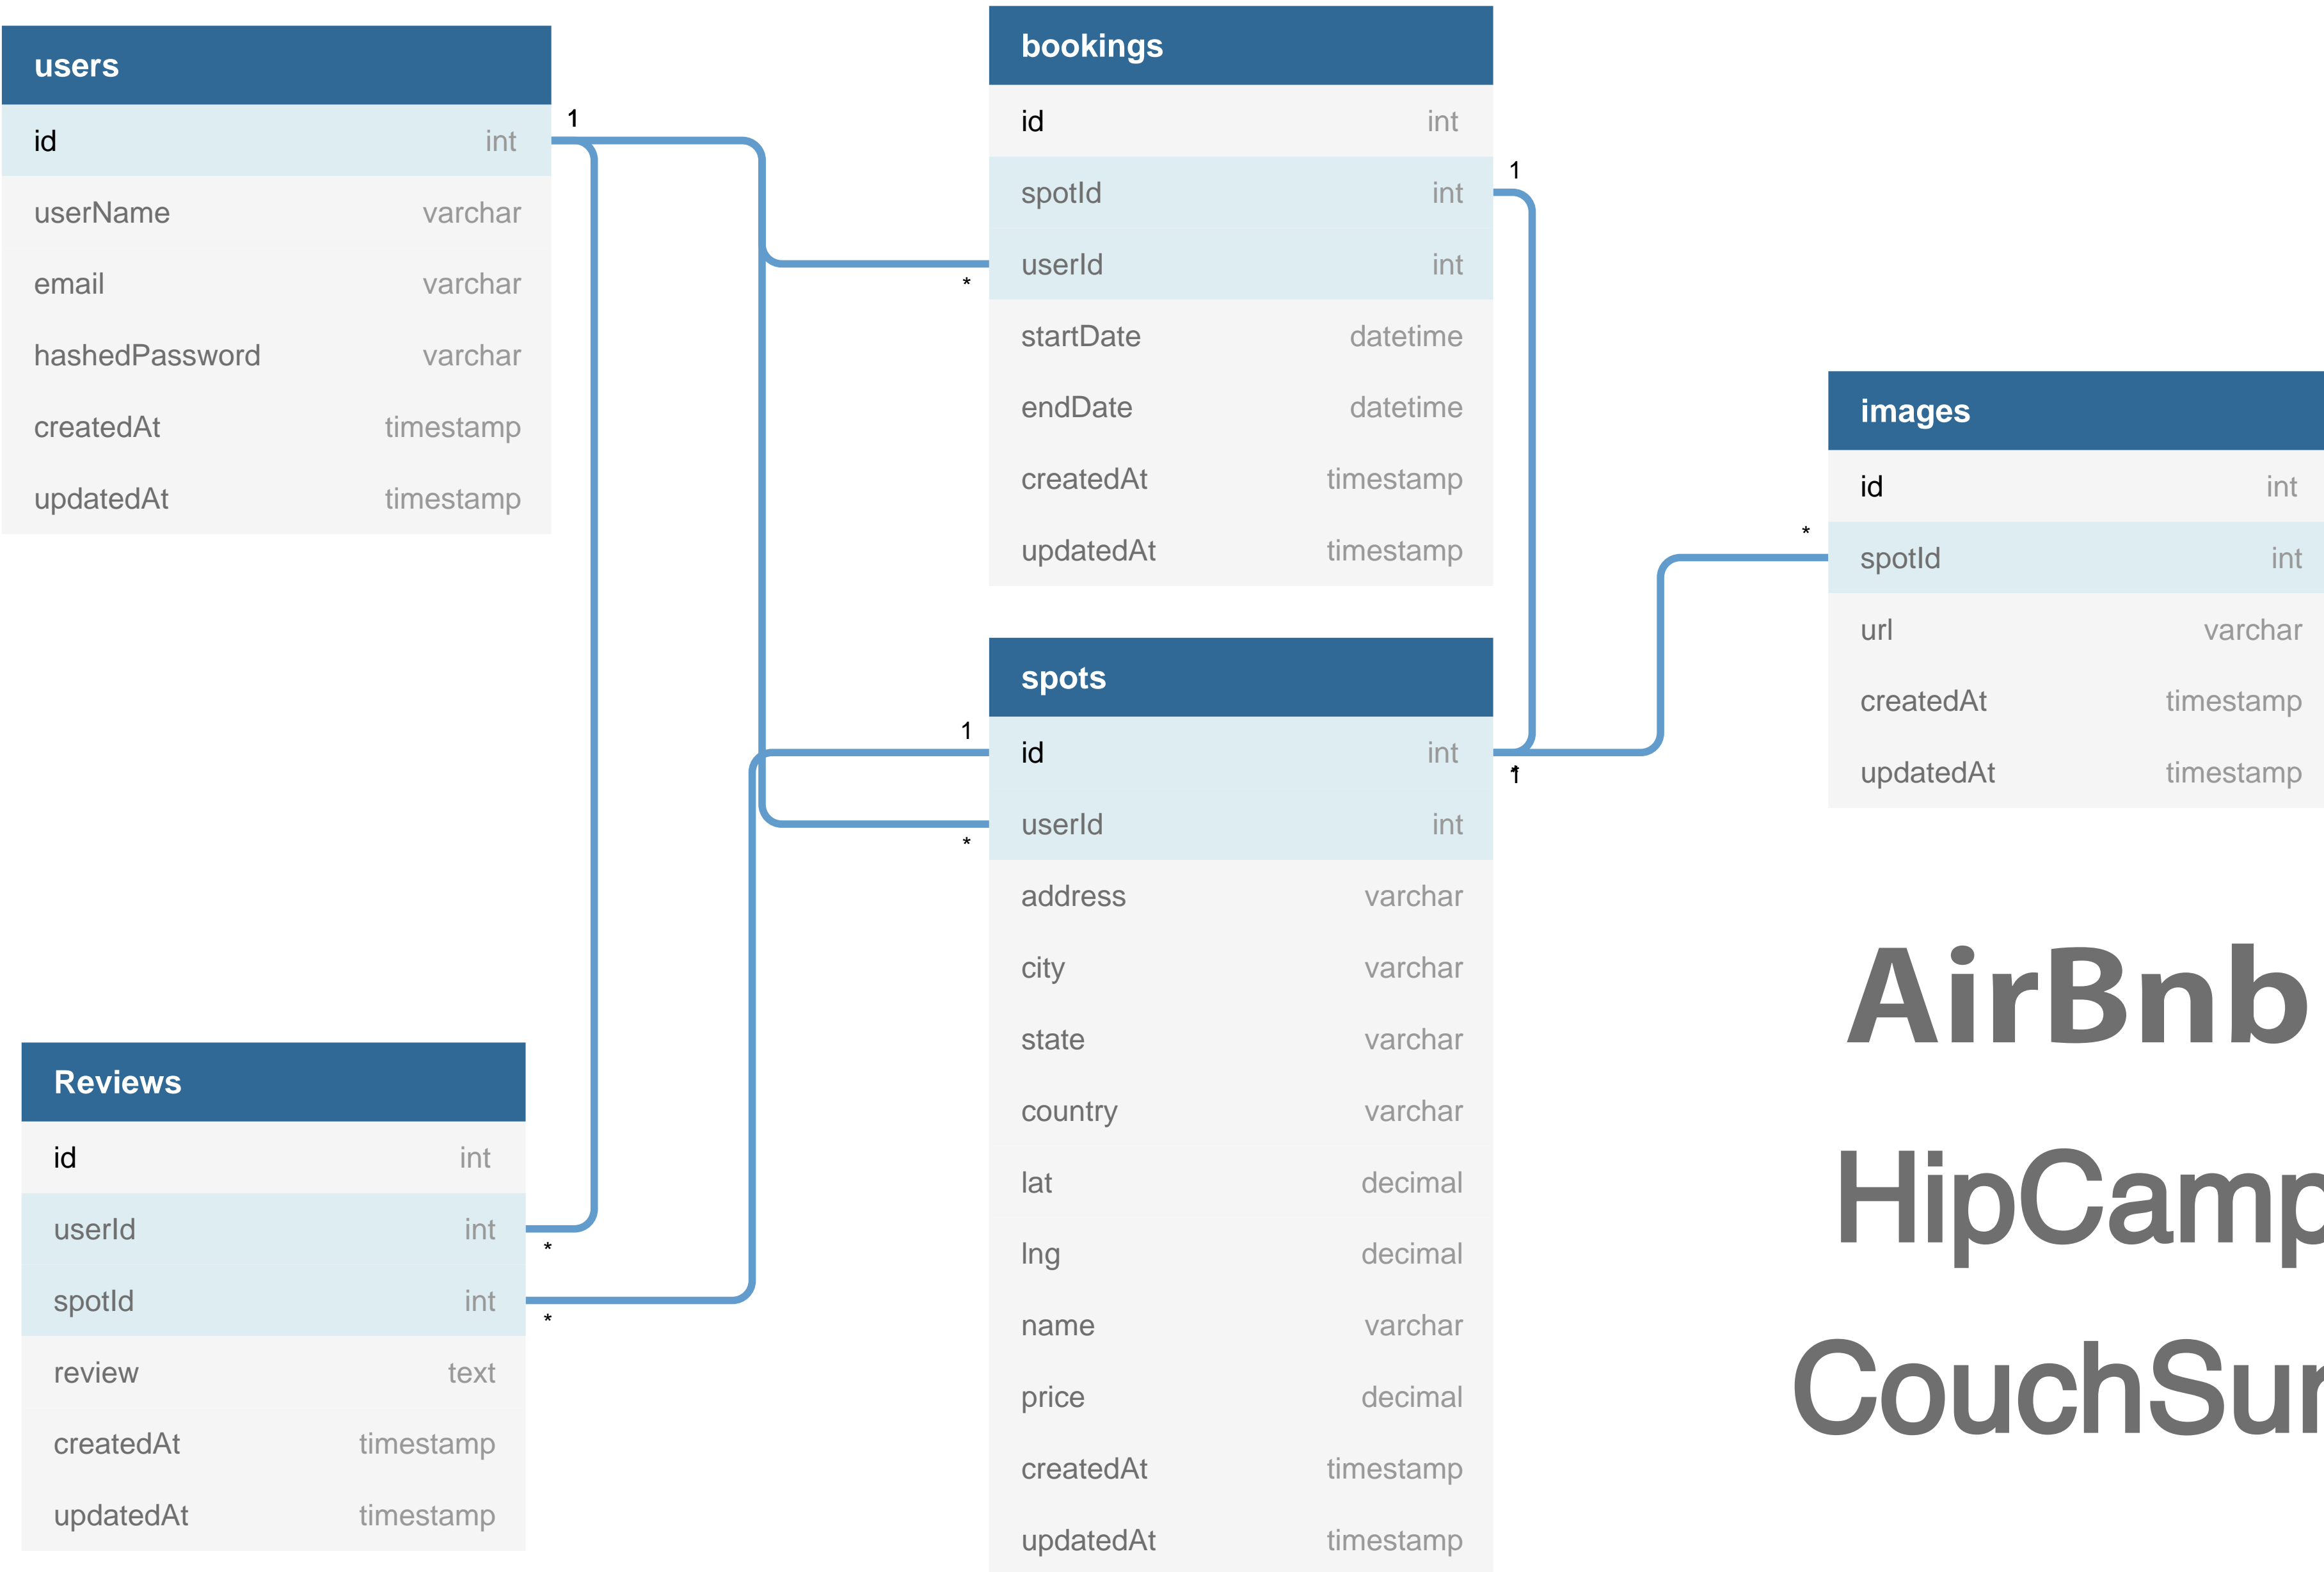 users
id int
userName varchar
email varchar
hashedPassword varchar
createdAt timestamp
updatedAt timestamp
1
bookings
id int
spotId int
userId int
startDate datetime
endDate datetime
createdAt timestamp
updatedAt timestamp
1
*
images
id int
spotId int
url varchar
createdAt timestamp
updatedAt timestamp
*
spots
id int
userId int
address varchar
city varchar
state varchar
country varchar
lat decimal
lng decimal
name varchar
price decimal
createdAt timestamp
updatedAt timestamp
1
*
*
1
Reviews
id int
userId int
spotId int
review text
createdAt timestamp
updatedAt timestamp
*
*
AirBnb
HipCamp